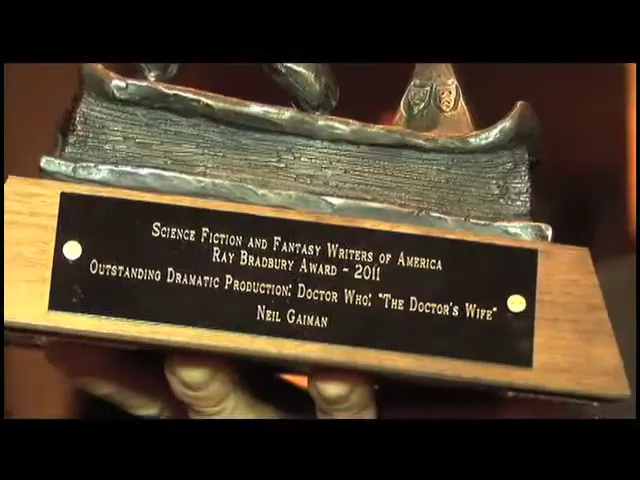 Science Fiction and Fantasy Writers of America
Ray Bradbury Award - 2011
Outstanding Dramatic Production: Doctor Who: "The Doctor's Wife"
Neil Gaiman